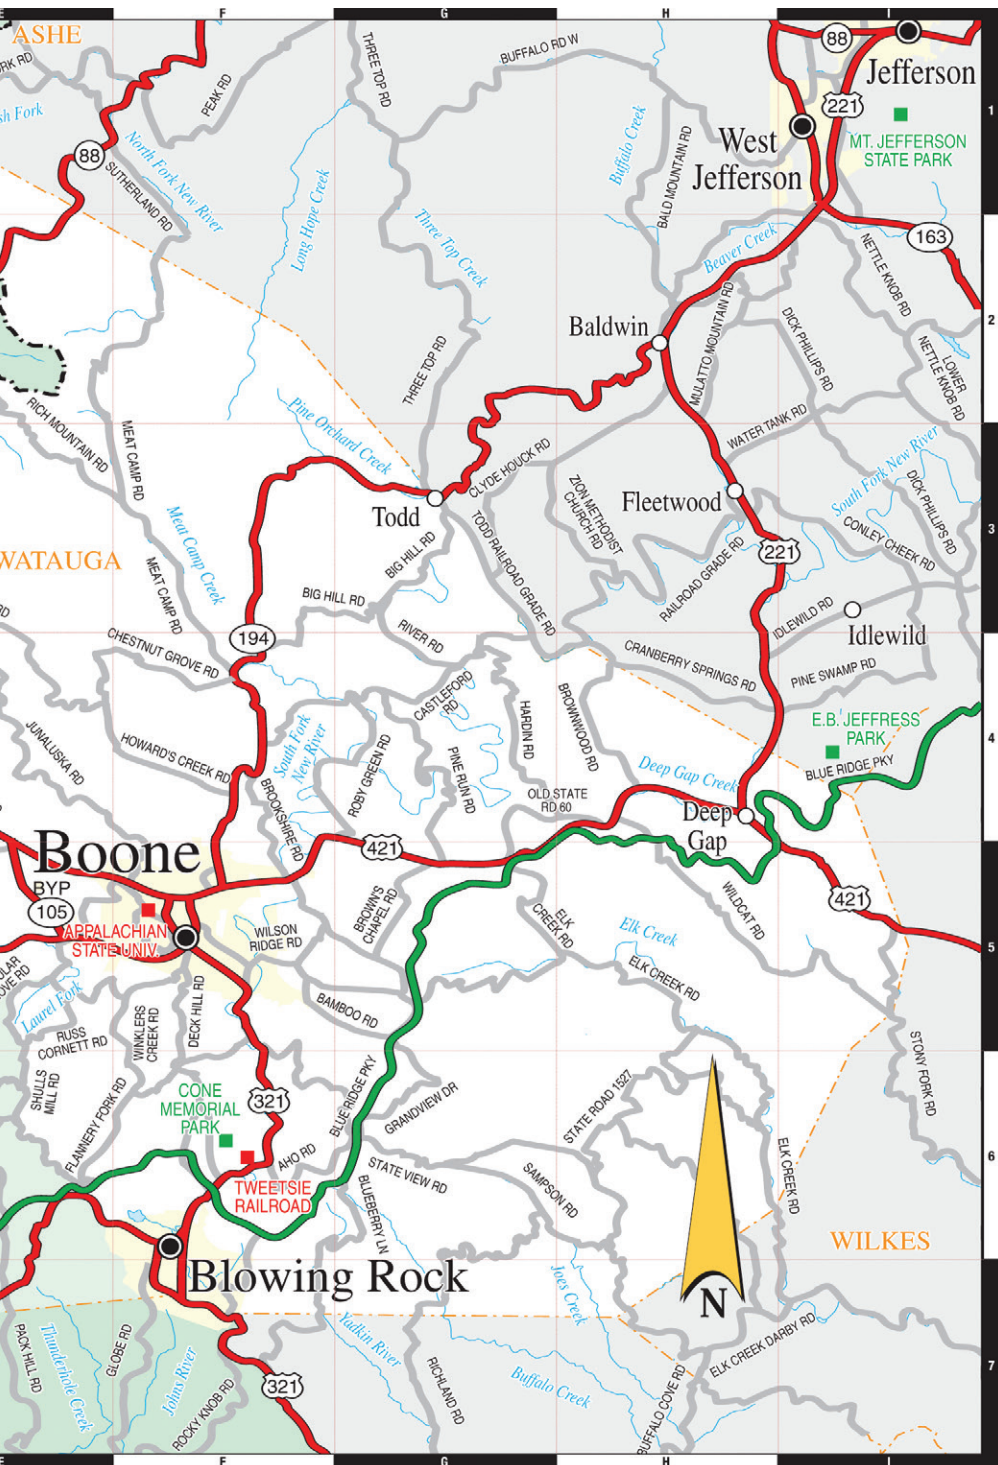 E
F
G
H
I
ASHE
RK RD
sh Fork
88
PEAK RD
THREE TOP RD
BUFFALO RD W
88
Jefferson
221
1
West
Jefferson
MT. JEFFERSON
STATE PARK
North Fork New River
SUTHERLAND RD
Long Hope Creek
Three Top Creek
Buffalo Creek
BALD MOUNTAIN RD
Beaver Creek
163
NETTLE KNOB RD
Baldwin
MULATTO MOUNTAIN RD
DICK PHILLIPS RD
LOWER
NETTLE KNOB RD
2
THREE TOP RD
RICH MOUNTAIN RD
MEAT CAMP RD
Pine Orchard Creek
CLYDE HOUCK RD
WATER TANK RD
South Fork New River
DICK PHILLIPS RD
Todd
ZION METHODIST
CHURCH RD
Fleetwood
CONLEY CHEEK RD
3
WATAUGA
Meat Camp Creek
MEAT CAMP RD
BIG HILL RD
BIG HILL RD
TODD RAILROAD GRADE RD
RAILROAD GRADE RD
221
IDLEWILD RD
Idlewild
RD
CHESTNUT GROVE RD
194
RIVER RD
CRANBERRY SPRINGS RD
PINE SWAMP RD
JUNALUSKA RD
HOWARD'S CREEK RD
South Fork
New River
CASTLEFORD
RD
HARDIN RD
BROWNWOOD RD
E.B. JEFFRESS
PARK
4
ROBY GREEN RD
PINE RUN RD
Deep Gap Creek
BLUE RIDGE PKY
BROOKSHIRE RD
OLD STATE
RD 60
Deep
Gap
Boone
421
421
BYP
105
APPALACHIAN
STATE UNIV.
WILSON
RIDGE RD
BROWN'S
CHAPEL RD
ELK
CREEK RD
Elk Creek
WILDCAT RD
5
OLAR
OVE RD
Laurel Fork
DECK HILL RD
BAMBOO RD
ELK CREEK RD
RUSS
CORNETT RD
WINKLERS
CREEK RD
STONY FORK RD
SHULLS
MILL RD
FLANNERY FORK RD
CONE
MEMORIAL
PARK
321
BLUE RIDGE PKY
GRANDVIEW DR
STATE ROAD 1527
ELK CREEK RD
6
AHO RD
STATE VIEW RD
SAMPSON RD
TWEETSIE
RAILROAD
BLUEBERRY LN
WILKES
Blowing Rock
Joes Creek
N
PACK HILL RD
Thunderhole Creek
GLOBE RD
Johns River
ROCKY KNOB RD
321
Yadkin River
RICHLAND RD
Buffalo Creek
BUFFALO COVE RD
ELK CREEK DARBY RD
7
E
F
G
H
I